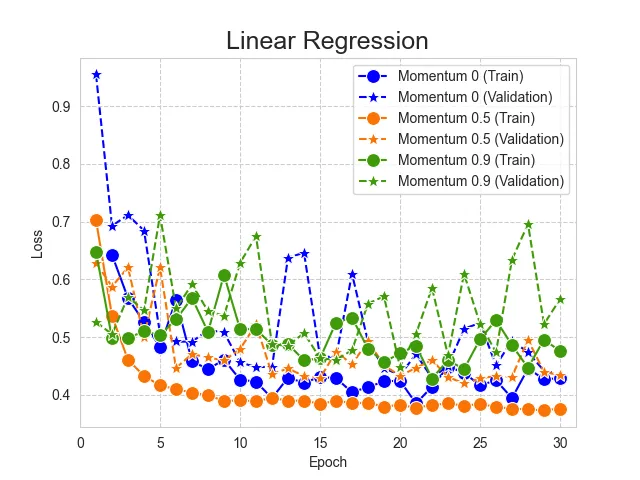 Linear Regression
Momentum 0 (Train)
Momentum 0 (Validation)
Momentum 0.5 (Train)
Momentum 0.5 (Validation)
Momentum 0.9 (Train)
Momentum 0.9 (Validation)
Loss
0.9
0.8
0.7
0.6
0.5
0.4
0 5 10 15 20 25 30
Epoch